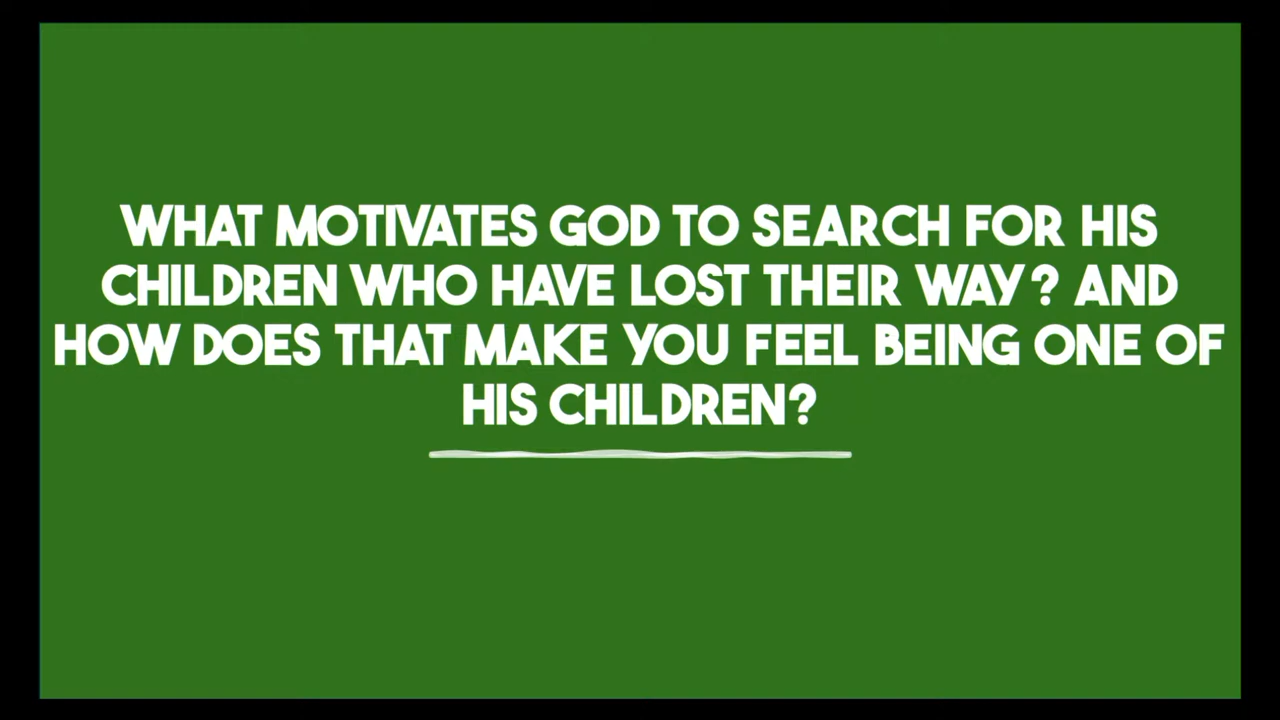 WHAT MOTIVATES GOD TO SEARCH FOR HIS
CHILDREN WHO HAVE LOST THEIR WAY? AND
HOW DOES THAT MAKE YOU FEEL BEING ONE OF
HIS CHILDREN?